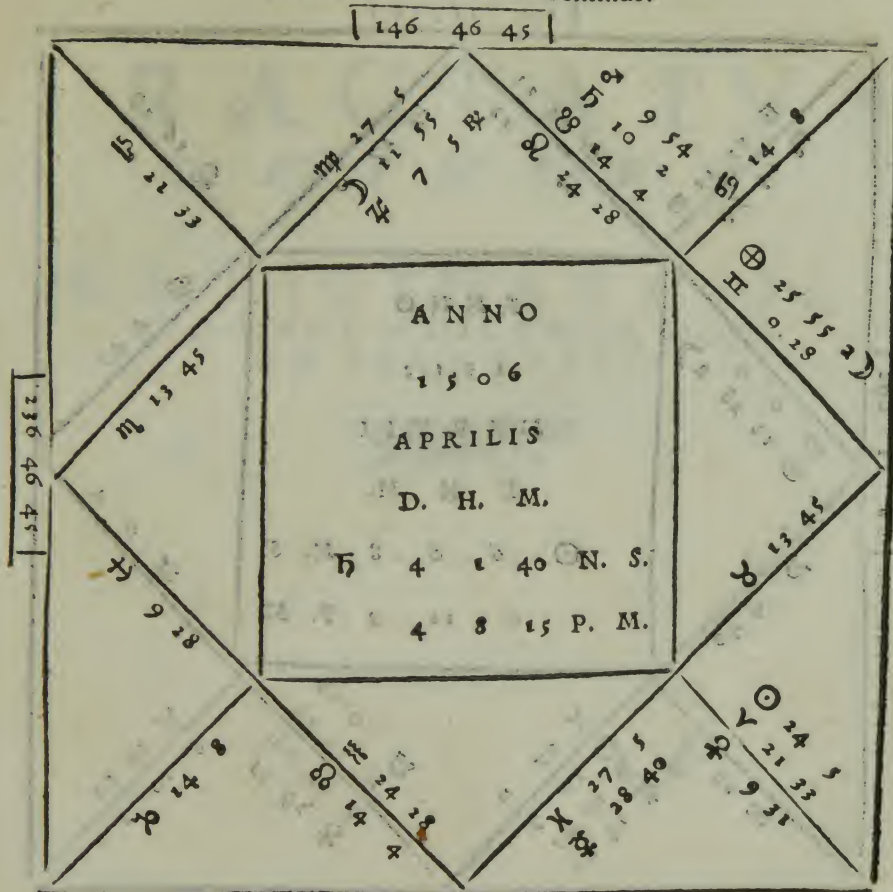 146 46 45
♄ ♂ 9 54
☋ 10 2
♌ 14 4
24 28
♍ 27 5
☽ 11 55
♃ 7 5 ℞
♋ 14 8
⊕ 25 55 2 ☽
♊ 0 28
♎ 21 33
ANNO
1506
APRILIS
D. H. M.
♄ 4 1 40 N. S.
4 8 15 P. M.
♏ 13 45
236 46 45
♉ 13 45
♐ 9 28
☉ 24 5
♈ 21 33
♀ 9 31
♒ 24 28
☊ 14 4
♓ 27 5
☿ 28 40
♑ 14 8